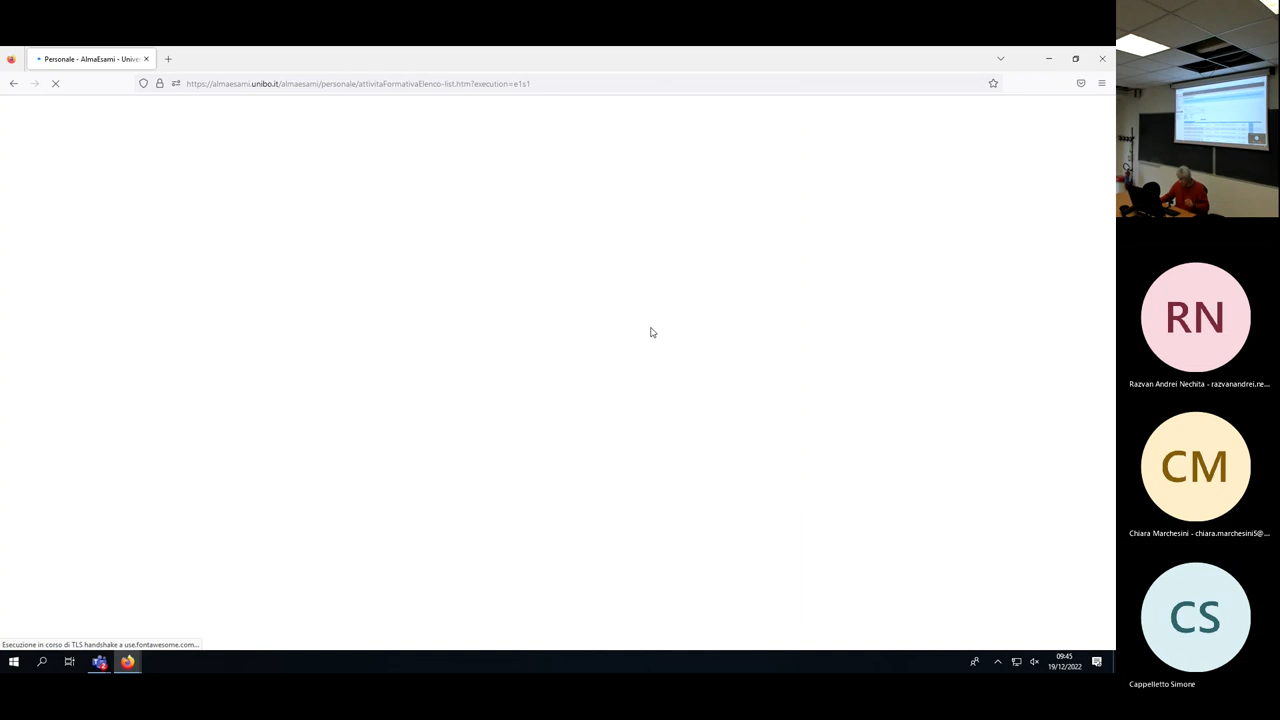 Personale - AlmaEsami - Unive
https://almaesami.unibo.it/almaesami/personale/attivitaFormativaElenco-list.htm?execution=e1s1
RN
Razvan Andrei Nechita - razvanandrei.ne...
CM
Chiara Marchesini - chiara.marchesini5@...
CS
Cappelletto Simone
Esecuzione in corso di TLS handshake a use.fontawesome.com...
2
09:45
19/12/2022